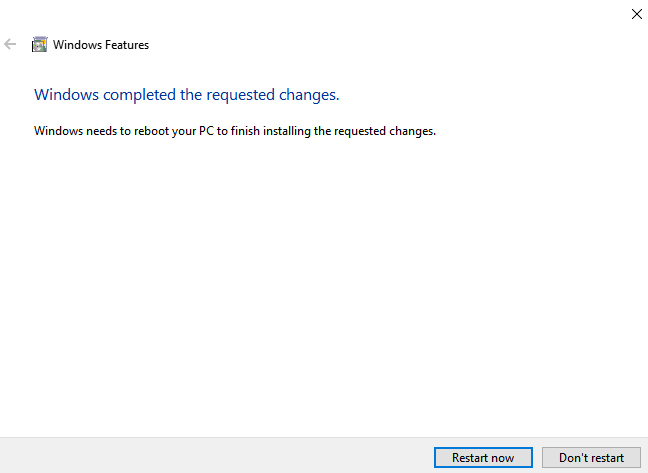 Windows Features
Windows completed the requested changes.
Windows needs to reboot your PC to finish installing the requested changes.
Restart now
Don't restart